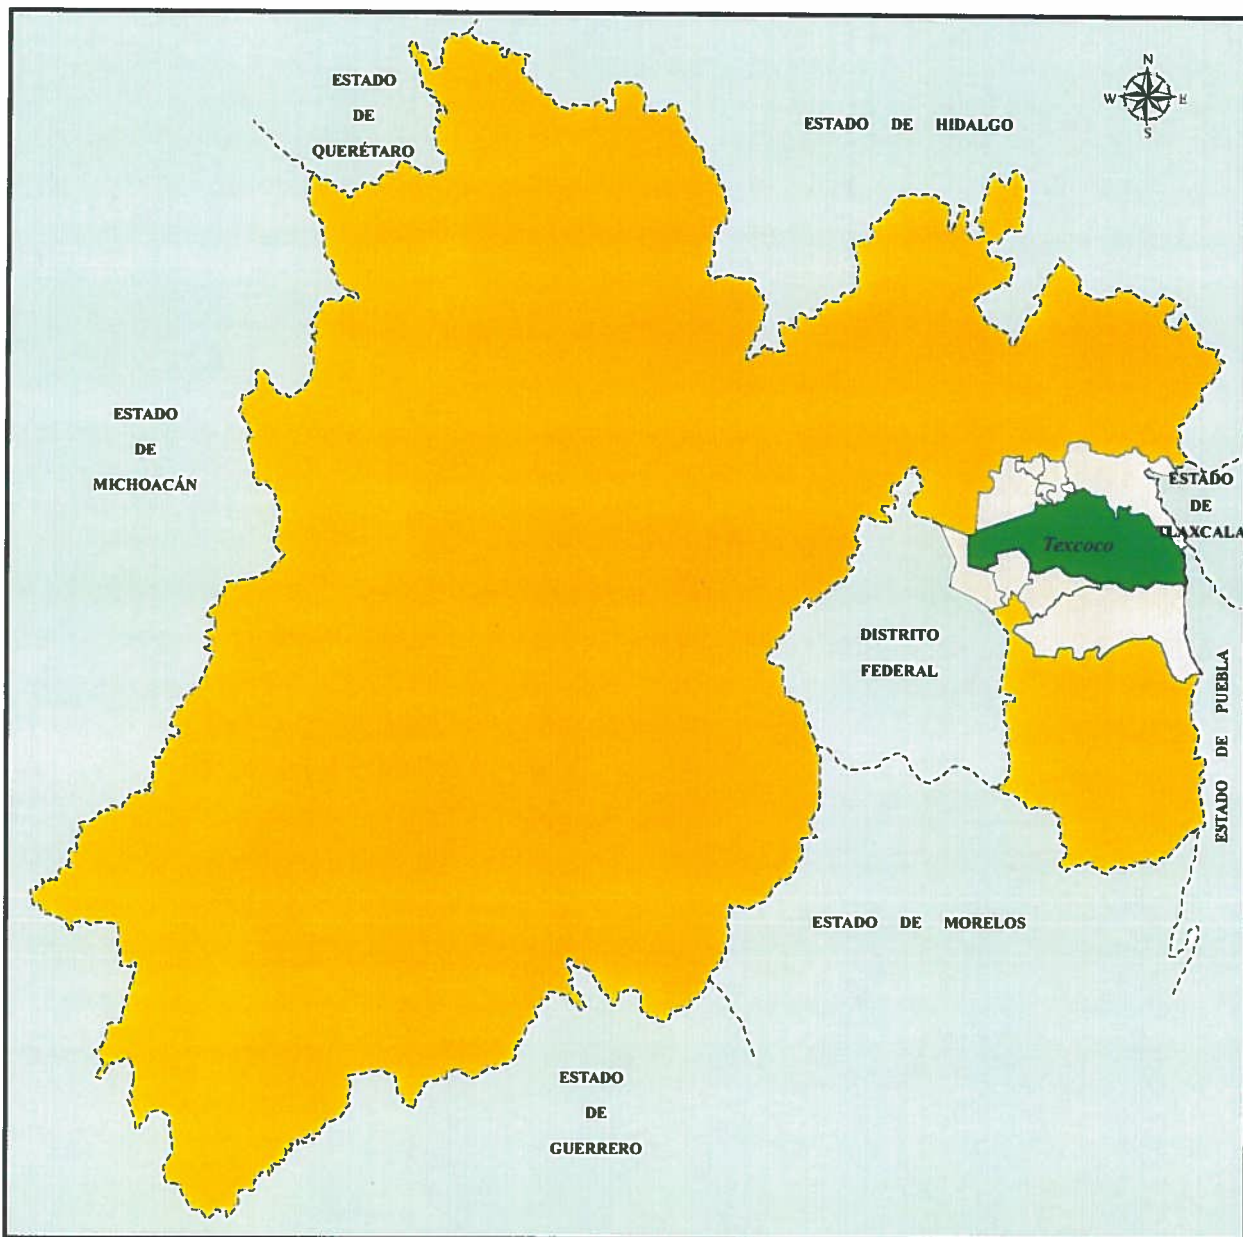 ESTADO
DE
QUERÉTARO
ESTADO DE HIDALGO
N
W E
S
ESTADO
DE
MICHOACÁN
ESTADO
DE
TLAXCALA
Texcoco
DISTRITO
FEDERAL
ESTADO DE PUEBLA
ESTADO DE MORELOS
ESTADO
DE
GUERRERO